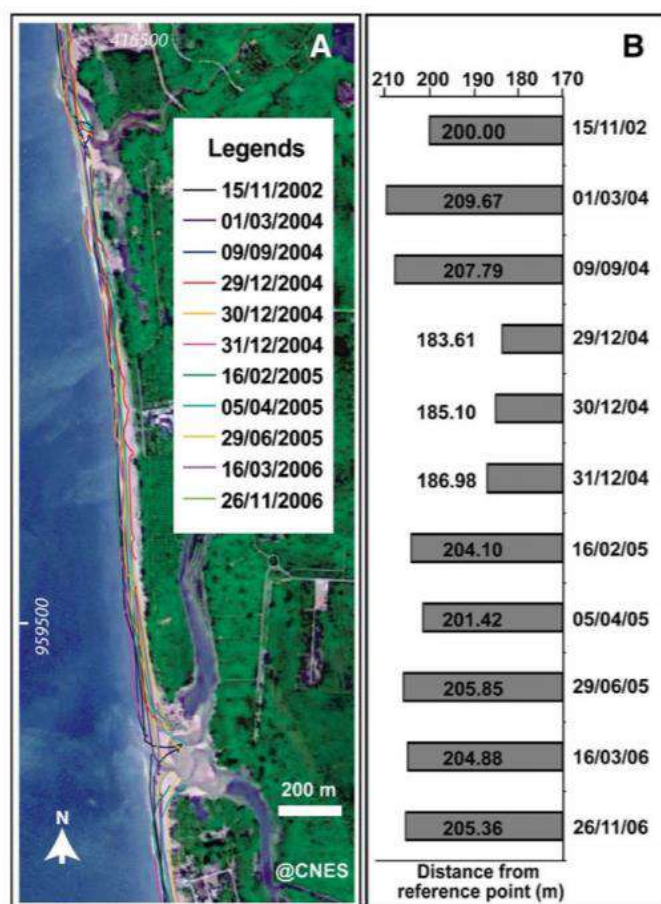 A
416500
Legends
15/11/2002
01/03/2004
09/09/2004
29/12/2004
30/12/2004
31/12/2004
16/02/2005
05/04/2005
29/06/2005
16/03/2006
26/11/2006
959500
200 m
N
@CNES
B
210 200 190 180 170
200.00 15/11/02
209.67 01/03/04
207.79 09/09/04
183.61 29/12/04
185.10 30/12/04
186.98 31/12/04
204.10 16/02/05
201.42 05/04/05
205.85 29/06/05
204.88 16/03/06
205.36 26/11/06
Distance from
reference point (m)